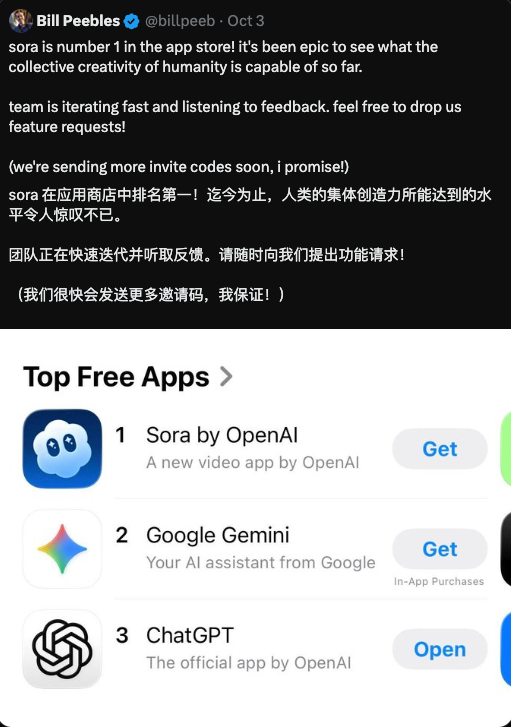 Bill Peebles @billpeeb · Oct 3
sora is number 1 in the app store! it's been epic to see what the
collective creativity of humanity is capable of so far.
team is iterating fast and listening to feedback. feel free to drop us
feature requests!
(we're sending more invite codes soon, i promise!)
sora 在应用商店中排名第一！迄今为止，人类的集体创造力所能达到的水
平令人惊叹不已。
团队正在快速迭代并听取反馈。请随时向我们提出功能请求！
（我们很快会发送更多邀请码，我保证！）
Top Free Apps
1 Sora by OpenAI
Get
A new video app by OpenAI
2 Google Gemini
Get
Your AI assistant from Google
In-App Purchases
3 ChatGPT
Open
The official app by OpenAI